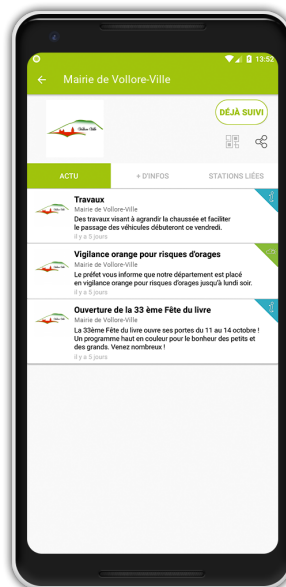 13:52
Mairie de Vollore-Ville
Vollore-Ville
DÉJÀ SUIVI
ACTU
+ D'INFOS
STATIONS LIÉES
Travaux
Mairie de Vollore-Ville
Des travaux visant à agrandir la chaussée et faciliter
le passage des véhicules débuteront ce vendredi.
il y a 5 jours
Vigilance orange pour risques d'orages
Mairie de Vollore-Ville
Le préfet vous informe que notre département est placé
en vigilance orange pour risques d'orages jusqu'à lundi soir.
il y a 5 jours
Ouverture de la 33 ème Fête du livre
Mairie de Vollore-Ville
La 33ème Fête du livre ouvre ses portes du 11 au 14 octobre !
Un programme haut en couleur pour le bonheur des petits et
des grands. Venez nombreux !
il y a 5 jours